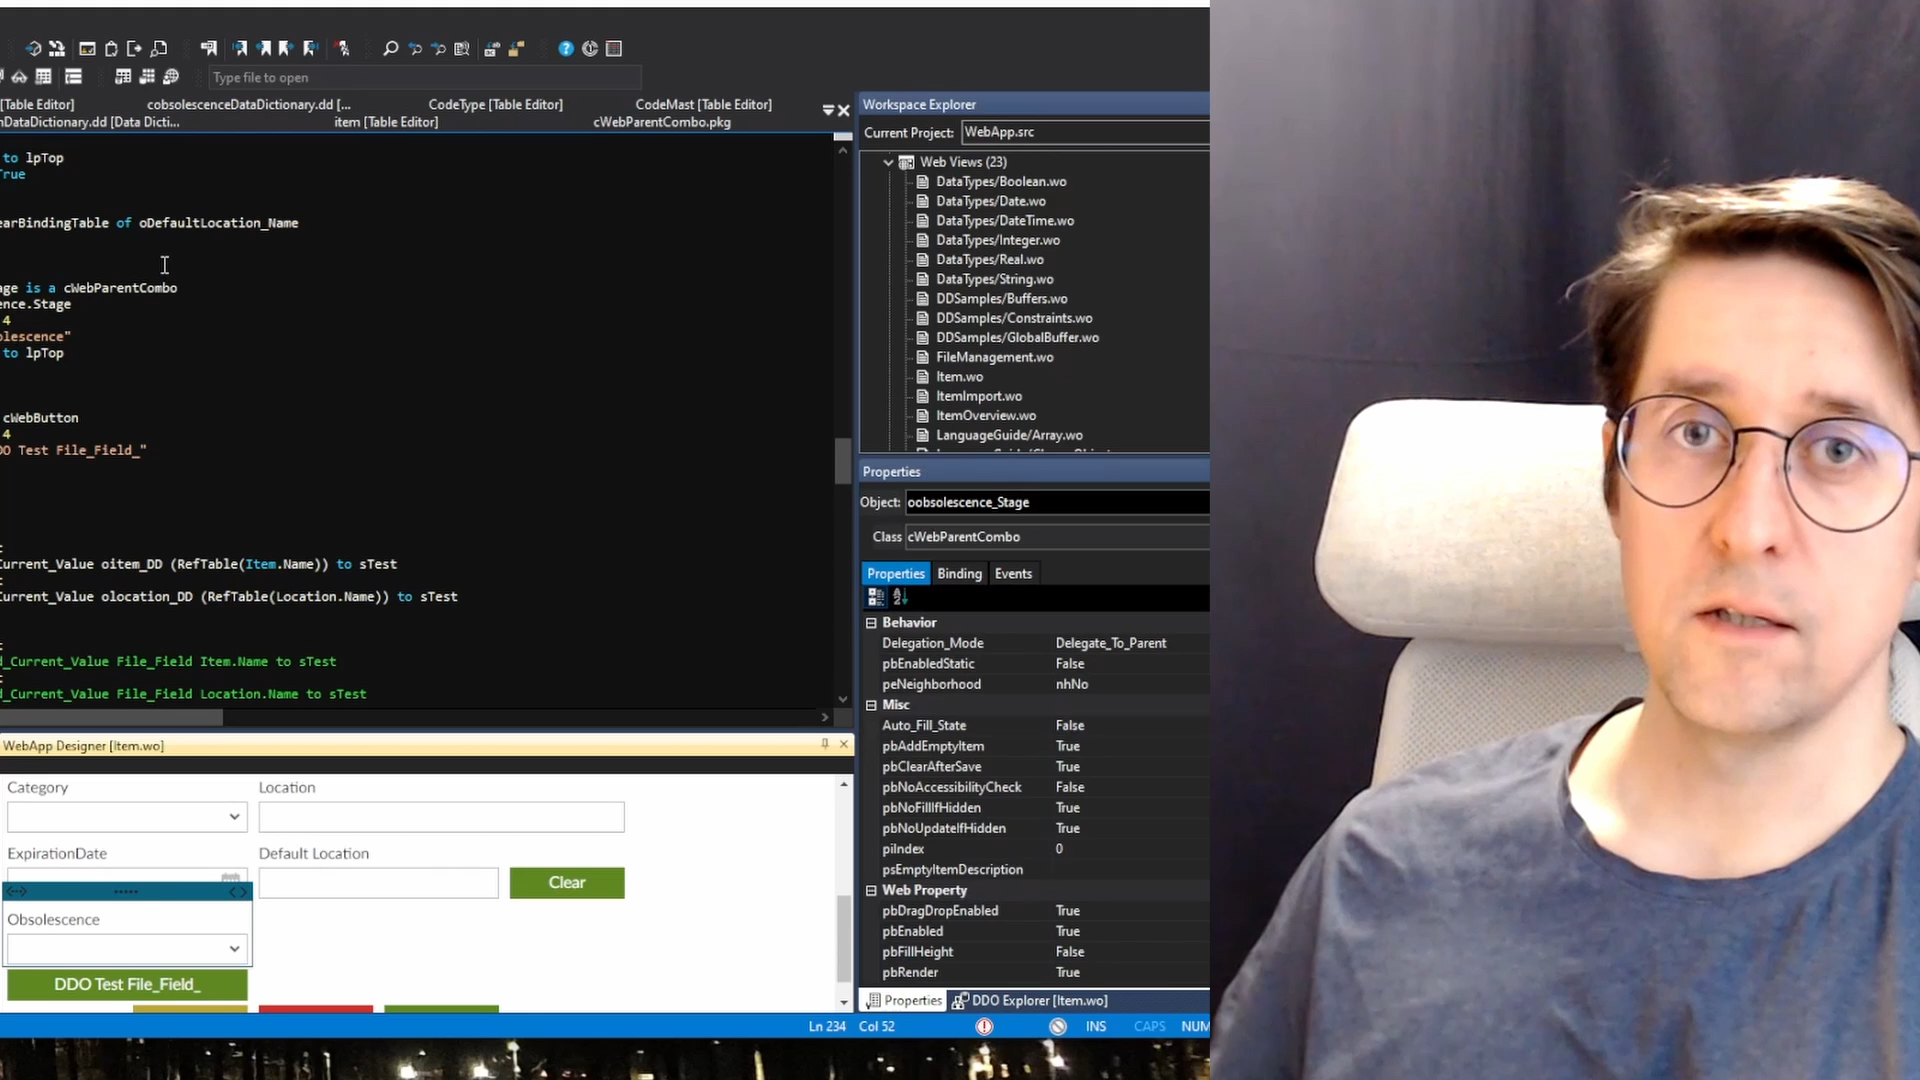 Type file to open
[Table Editor]
cobsolescenceDataDictionary.dd [...
CodeType [Table Editor]
CodeMast [Table Editor]
nDataDictionary.dd [Data Dicti...
item [Table Editor]
cWebParentCombo.pkg
to lpTop
True
earBindingTable of oDefaultLocation_Name
age is a cWebParentCombo
ence.Stage
4
olescence"
to lpTop
cWebButton
4
DO Test File_Field_"
Current_Value oitem_DD (RefTable(Item.Name)) to sTest
Current_Value olocation_DD (RefTable(Location.Name)) to sTest
d_Current_Value File_Field Item.Name to sTest
d_Current_Value File_Field Location.Name to sTest
WebApp Designer [Item.wo]
Category
Location
ExpirationDate
Default Location
Clear
Obsolescence
DDO Test File_Field_
Workspace Explorer
Current Project: WebApp.src
Web Views (23)
DataTypes/Boolean.wo
DataTypes/Date.wo
DataTypes/DateTime.wo
DataTypes/Integer.wo
DataTypes/Real.wo
DataTypes/String.wo
DDSamples/Buffers.wo
DDSamples/Constraints.wo
DDSamples/GlobalBuffer.wo
FileManagement.wo
Item.wo
ItemImport.wo
ItemOverview.wo
LanguageGuide/Array.wo
Properties
Object: oobsolescence_Stage
Class cWebParentCombo
Properties Binding Events
Behavior
Delegation_Mode Delegate_To_Parent
pbEnabledStatic False
peNeighborhood nhNo
Misc
Auto_Fill_State False
pbAddEmptyItem True
pbClearAfterSave True
pbNoAccessibilityCheck False
pbNoFillIfHidden True
pbNoUpdateIfHidden True
piIndex 0
psEmptyItemDescription
Web Property
pbDragDropEnabled True
pbEnabled True
pbFillHeight False
pbRender True
Properties DDO Explorer [Item.wo]
Ln 234 Col 52 INS CAPS NUM